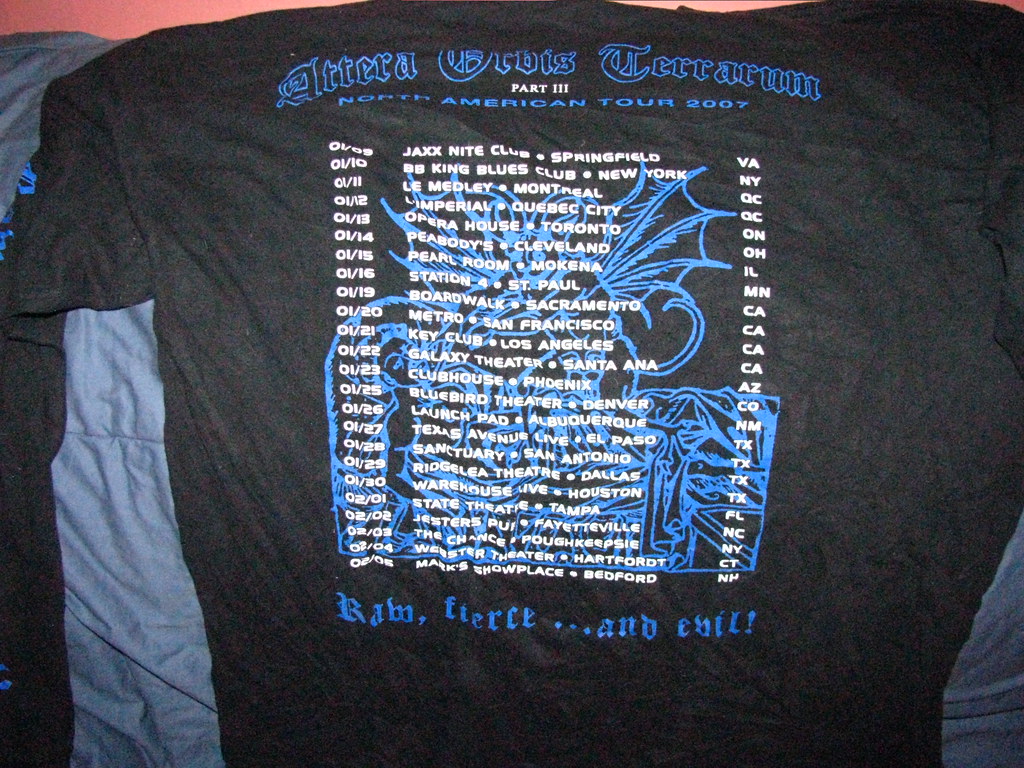 Attera Orbis Terrarum
PART III
NORTH AMERICAN TOUR 2007
01/09 JAXX NITE CLUB • SPRINGFIELD VA
01/10 BB KING BLUES CLUB • NEW YORK NY
01/11 LE MEDLEY • MONTREAL QC
01/12 L'IMPERIAL • QUEBEC CITY QC
01/13 OPERA HOUSE • TORONTO ON
01/14 PEABODY'S • CLEVELAND OH
01/15 PEARL ROOM • MOKENA IL
01/16 STATION 4 • ST. PAUL MN
01/19 BOARDWALK • SACRAMENTO CA
01/20 METRO • SAN FRANCISCO CA
01/21 KEY CLUB • LOS ANGELES CA
01/22 GALAXY THEATER • SANTA ANA CA
01/23 CLUBHOUSE • PHOENIX AZ
01/25 BLUEBIRD THEATER • DENVER CO
01/26 LAUNCH PAD • ALBUQUERQUE NM
01/27 TEXAS AVENUE LIVE • EL PASO TX
01/28 SANCTUARY • SAN ANTONIO TX
01/29 RIDGELEA THEATRE • DALLAS TX
01/30 WAREHOUSE LIVE • HOUSTON TX
02/01 STATE THEATRE • TAMPA FL
02/02 JESTERS PUB • FAYETTEVILLE NC
02/03 THE CHANCE • POUGHKEEPSIE NY
02/04 WEBSTER THEATER • HARTFORDT CT
02/05 MARK'S SHOWPLACE • BEDFORD NH
Raw, fierce ...and evil!